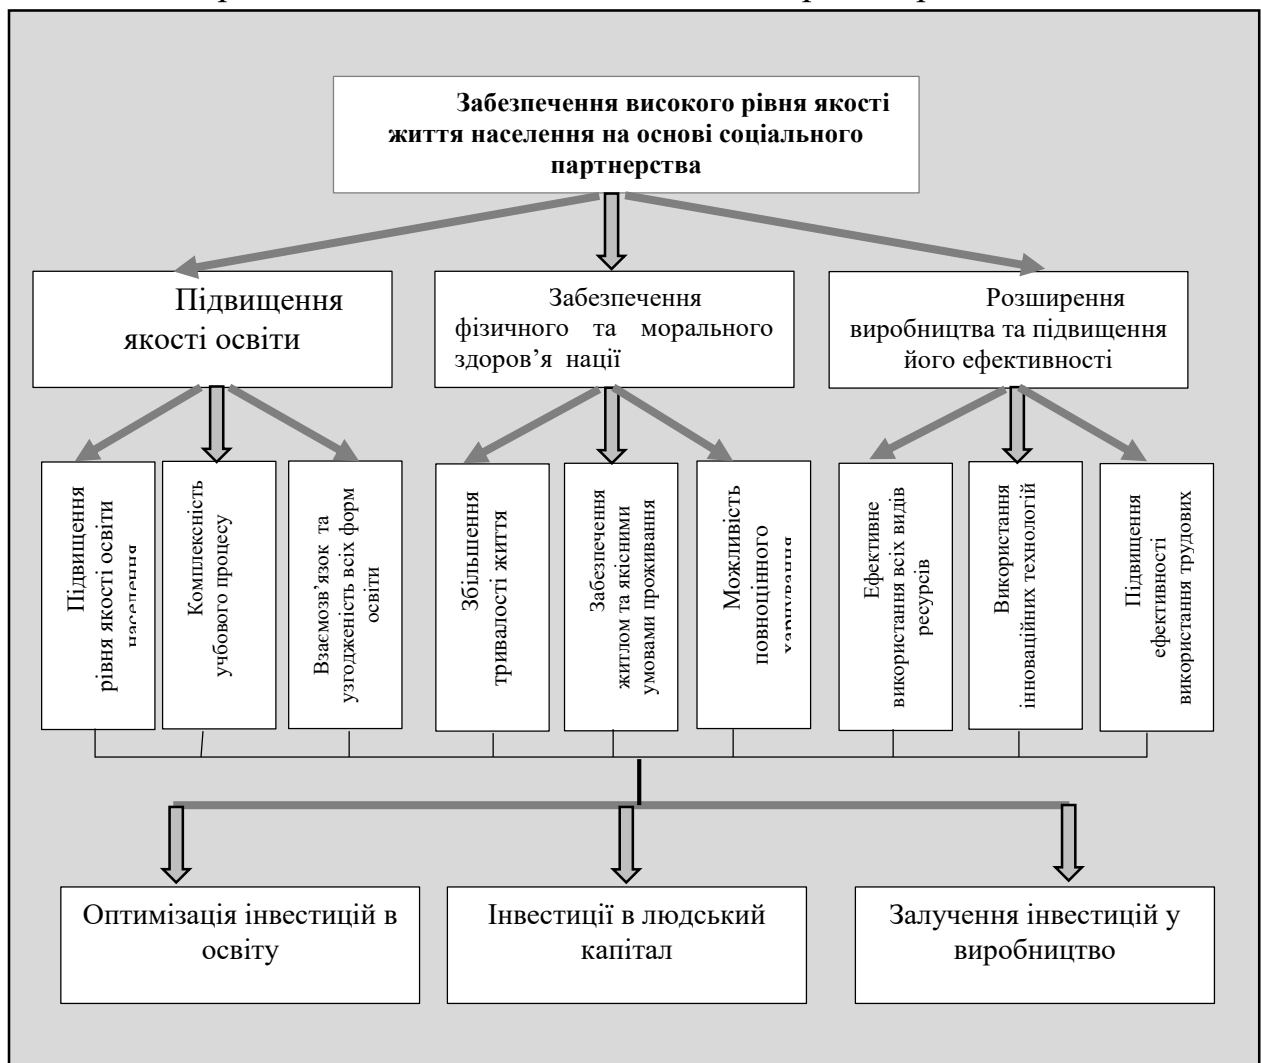 Забезпечення високого рівня якості
життя населення на основі соціального
партнерства
Підвищення
якості освіти
Забезпечення
фізичного та морального
здоров’я нації
Розширення
виробництва та підвищення
його ефективності
Підвищення
рівня якості освіти
населення
Комплексність
учбового процесу
Взаємозв’язок та
узгодженість всіх форм
освіти
Збільшення
тривалості життя
Забезпечення
житлом та якісними
умовами проживання
Можливість
повноцінного
харчування
Ефективне
використання всіх видів
ресурсів
Використання
інноваційних технологій
Підвищення
ефективності
використання трудових
Оптимізація інвестицій в
освіту
Інвестиції в людський
капітал
Залучення інвестицій у
виробництво